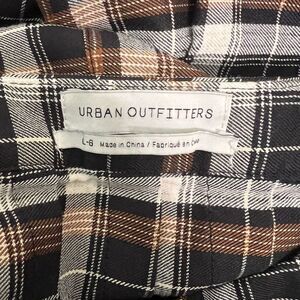 URBAN OUTFITTERS
L-G Made in China / Fabriqué en